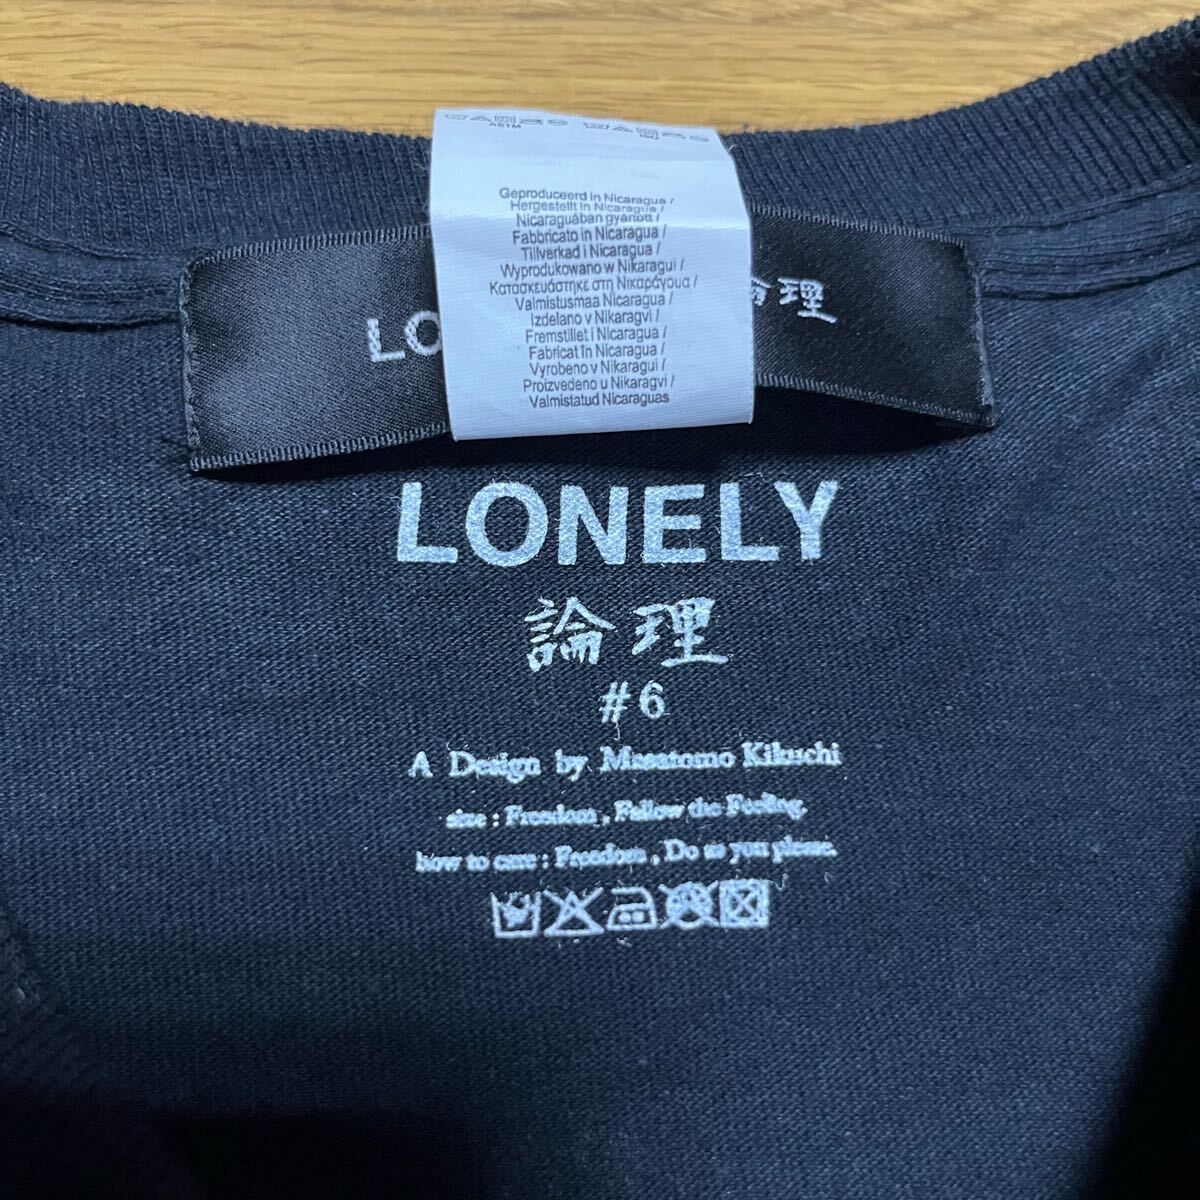 ASTM ISO
Geproduceerd in Nicaragua /
Hergestellt in Nicaragua /
Nicaraguában gyártott /
Fabbricato in Nicaragua /
Tillverkad i Nicaragua /
Wyprodukowano w Nikaragui /
Κατασκευάστηκε στη Νικαράγουα /
Valmistusmaa Nicaragua /
Izdelano v Nikaragvi /
Fremstillet i Nicaragua /
Fabricat în Nicaragua /
Vyrobeno v Nikaragui /
Proizvedeno u Nikaragvi /
Valmistatud Nicaraguas
LO 論理
LONELY
論理
#6
A Design by Masatomo Kikuchi
size : Freedom , Follow the Feeling.
how to care : Freedom , Do as you please.